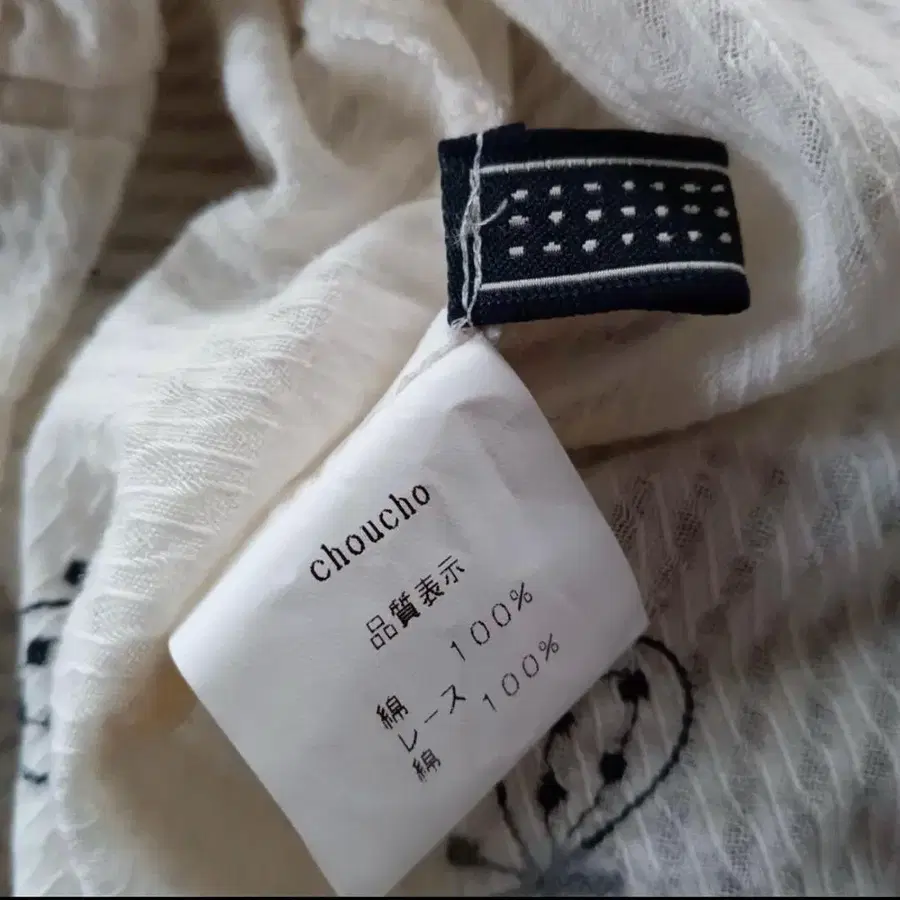 choucho
品質表示
綿 100%
レース
綿 100%